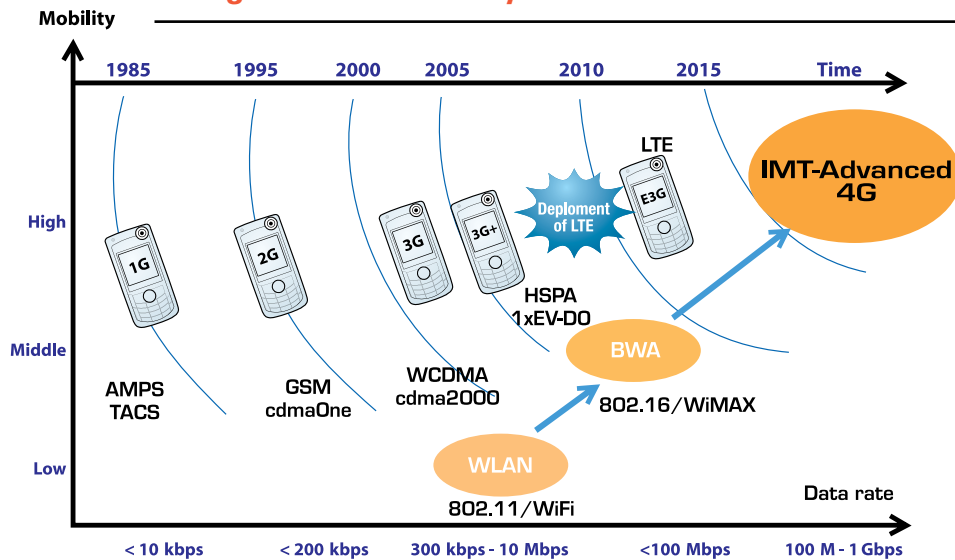 Mobility
1985 1995 2000 2005 2010 2015 Time
LTE
IMT-Advanced
4G
E3G
Deploment
of LTE
High
1G
2G
3G
3G+
HSPA
1xEV-DO
Middle
BWA
AMPS
TACS
GSM
cdmaOne
WCDMA
cdma2000
802.16/WiMAX
Low
WLAN
802.11/WiFi
Data rate
< 10 kbps < 200 kbps 300 kbps - 10 Mbps <100 Mbps 100 M - 1 Gbps